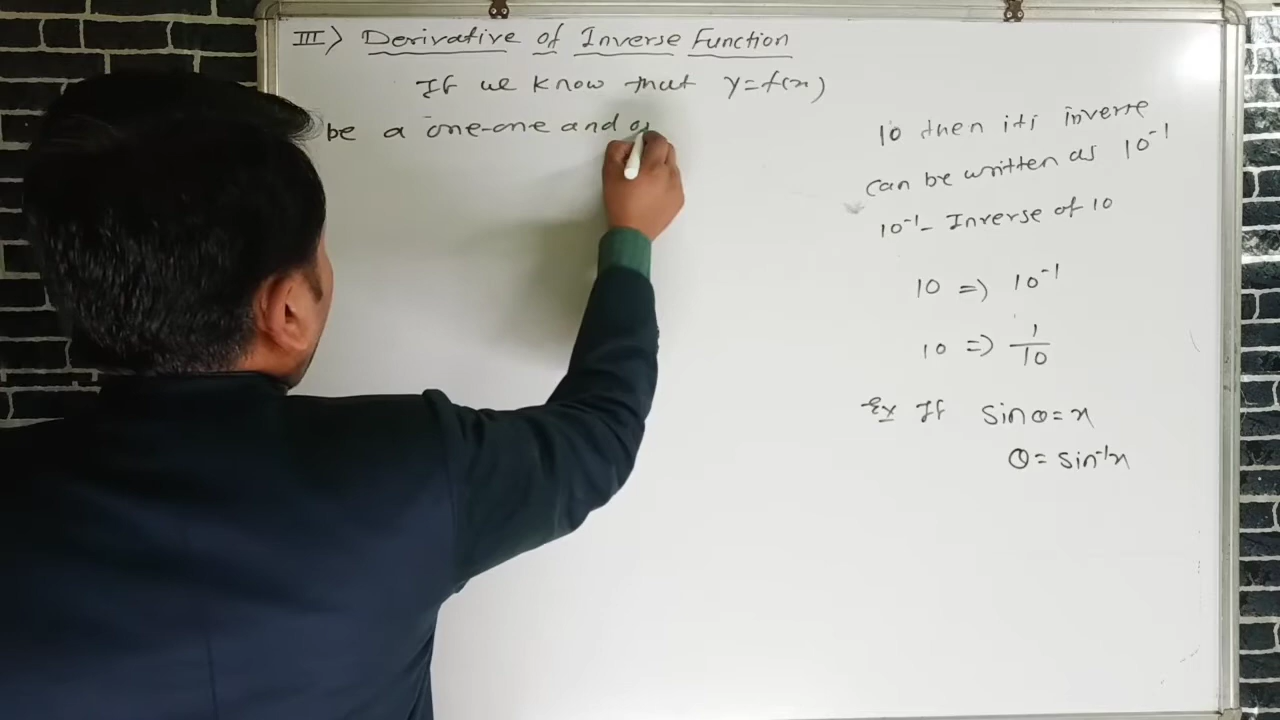 III) Derivative of Inverse Function
If we know that y=f(x)
be a one-one and
10 then its inverse
can be written as 10⁻¹
10⁻¹- Inverse of 10
10 => 10⁻¹
10 => 1/10
Ex If sinθ=x
θ= sin⁻¹x